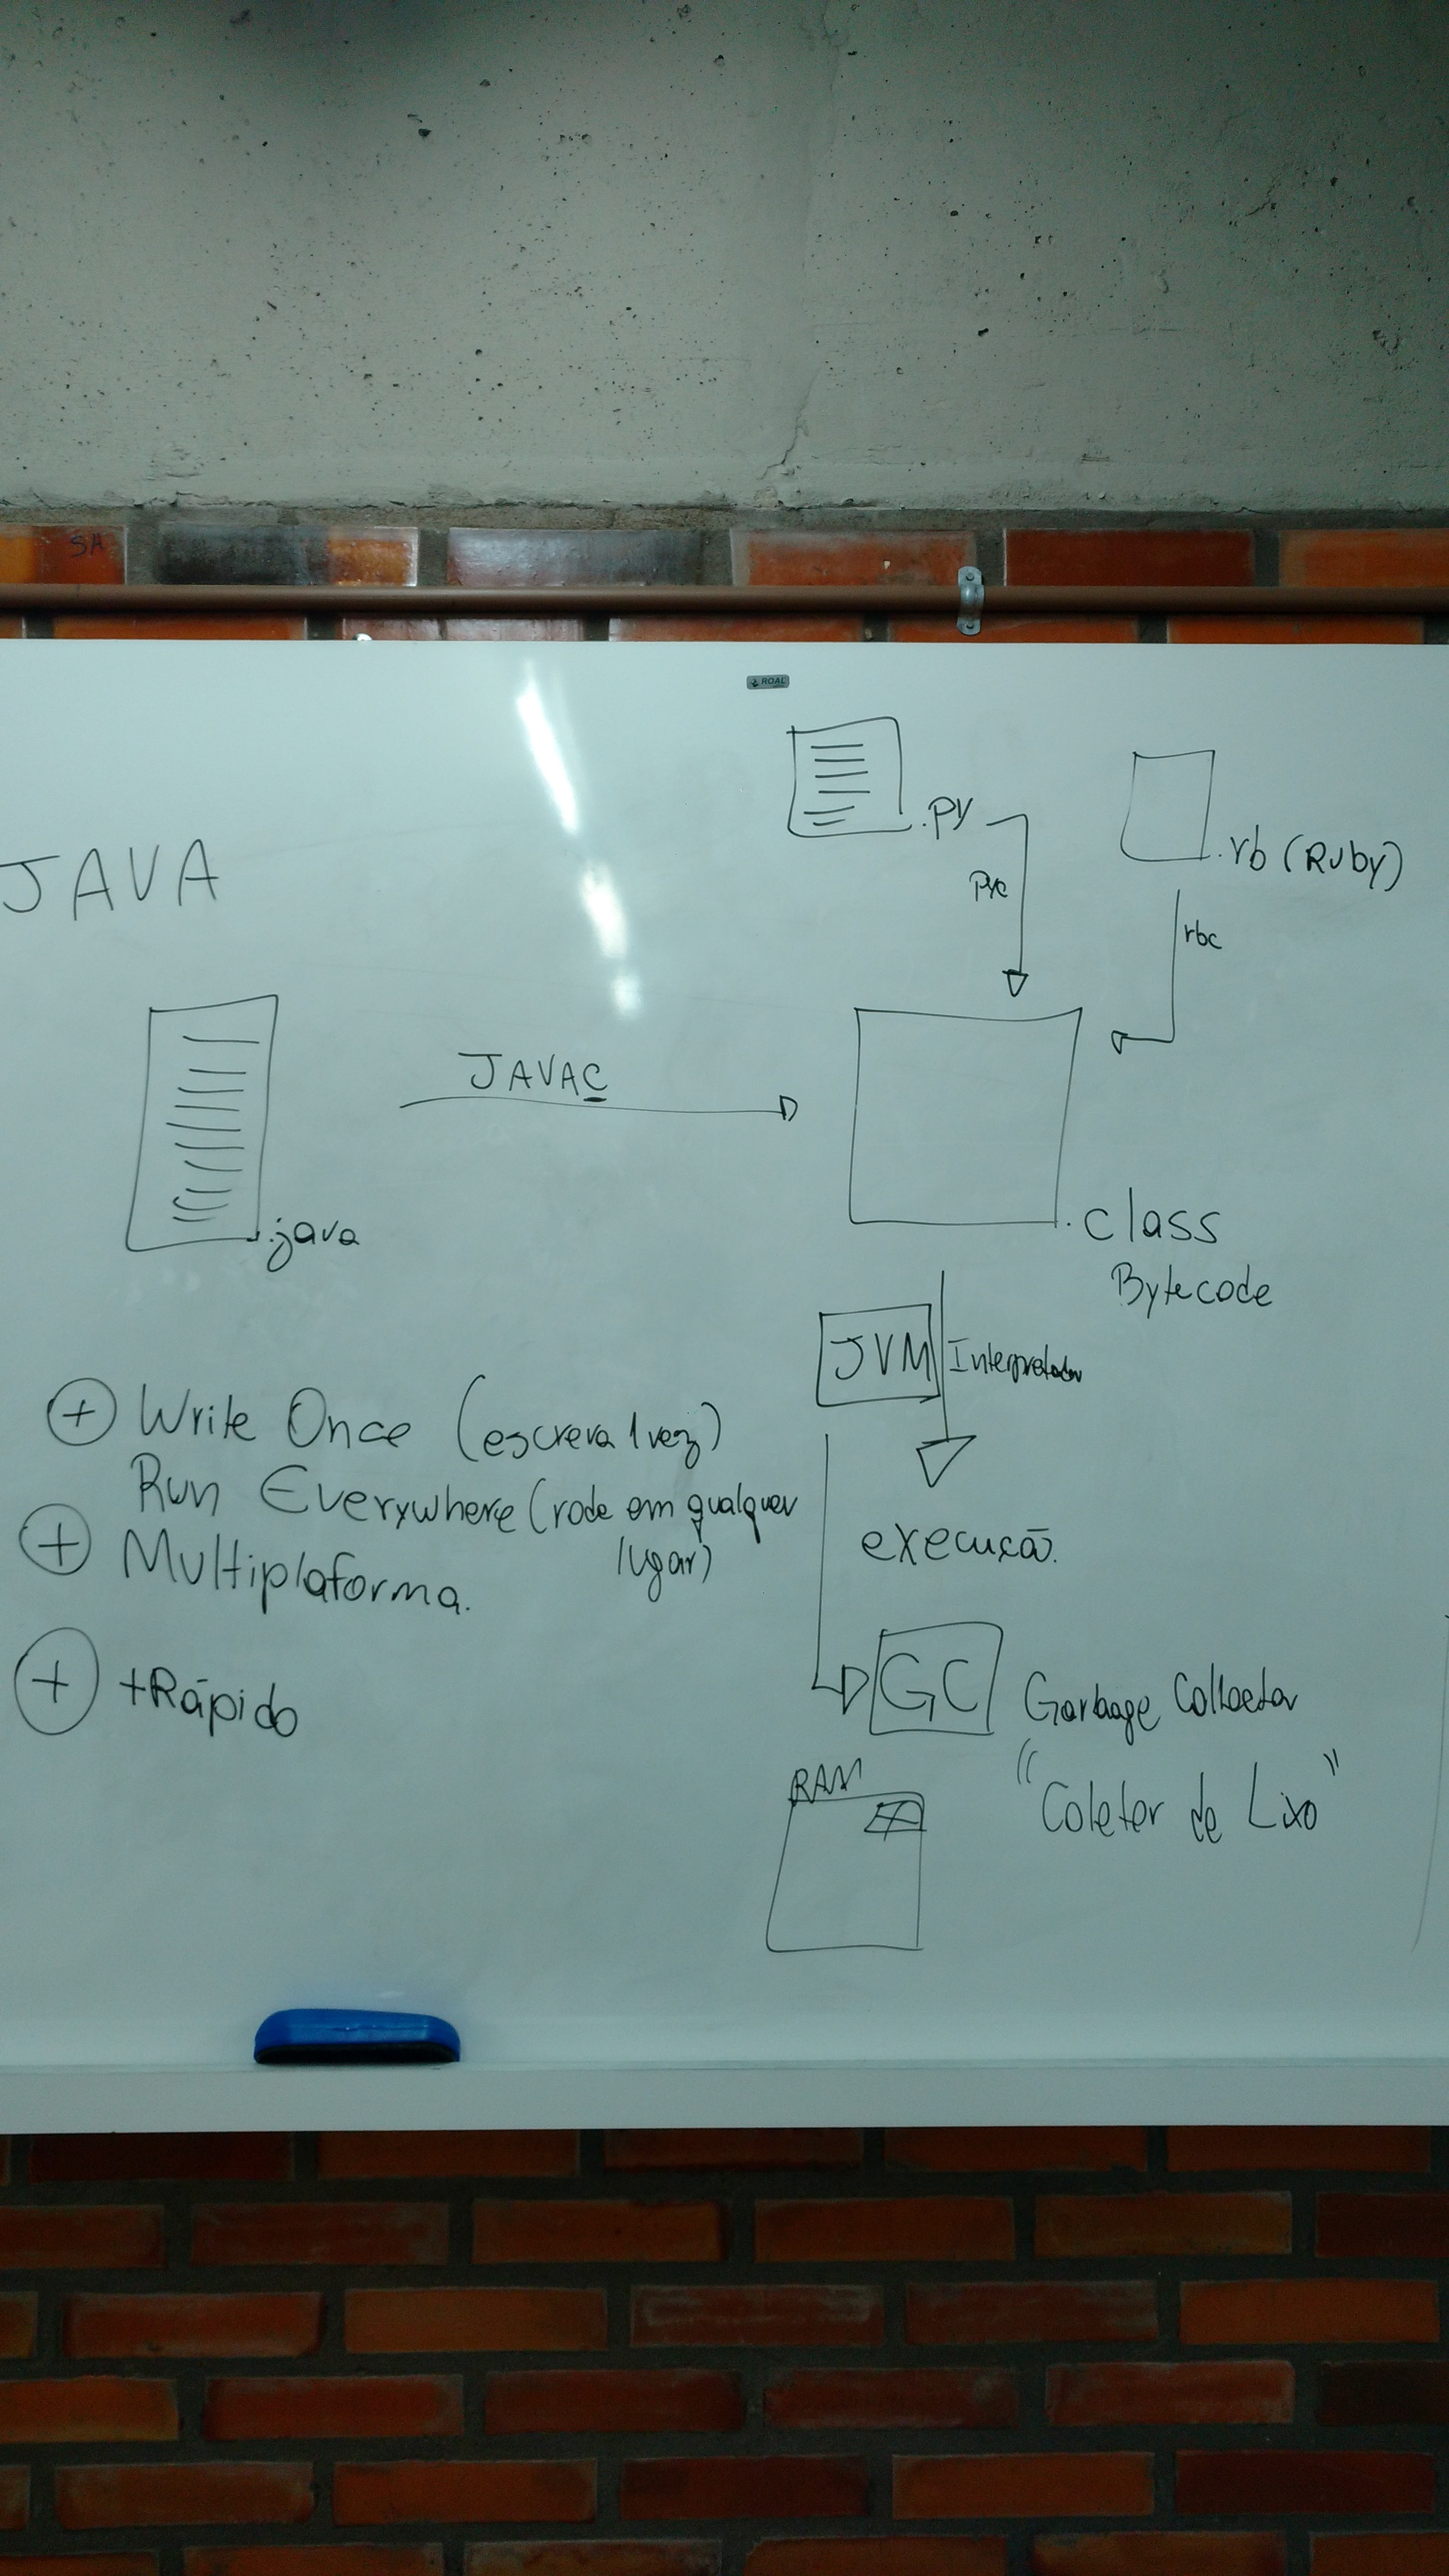 SA
ROAL
.py
pyc
.rb (Ruby)
rbc
JAVA
JAVAC
.java
.class
Bytecode
JVM
Interpretador
execução.
+ Write Once (escreva 1 vez)
Run Everywhere (rode em qualquer
lugar)
+ Multiplaforma.
+ +Rápido
GC
Garbage Collector
"Coletor de Lixo"
RAM